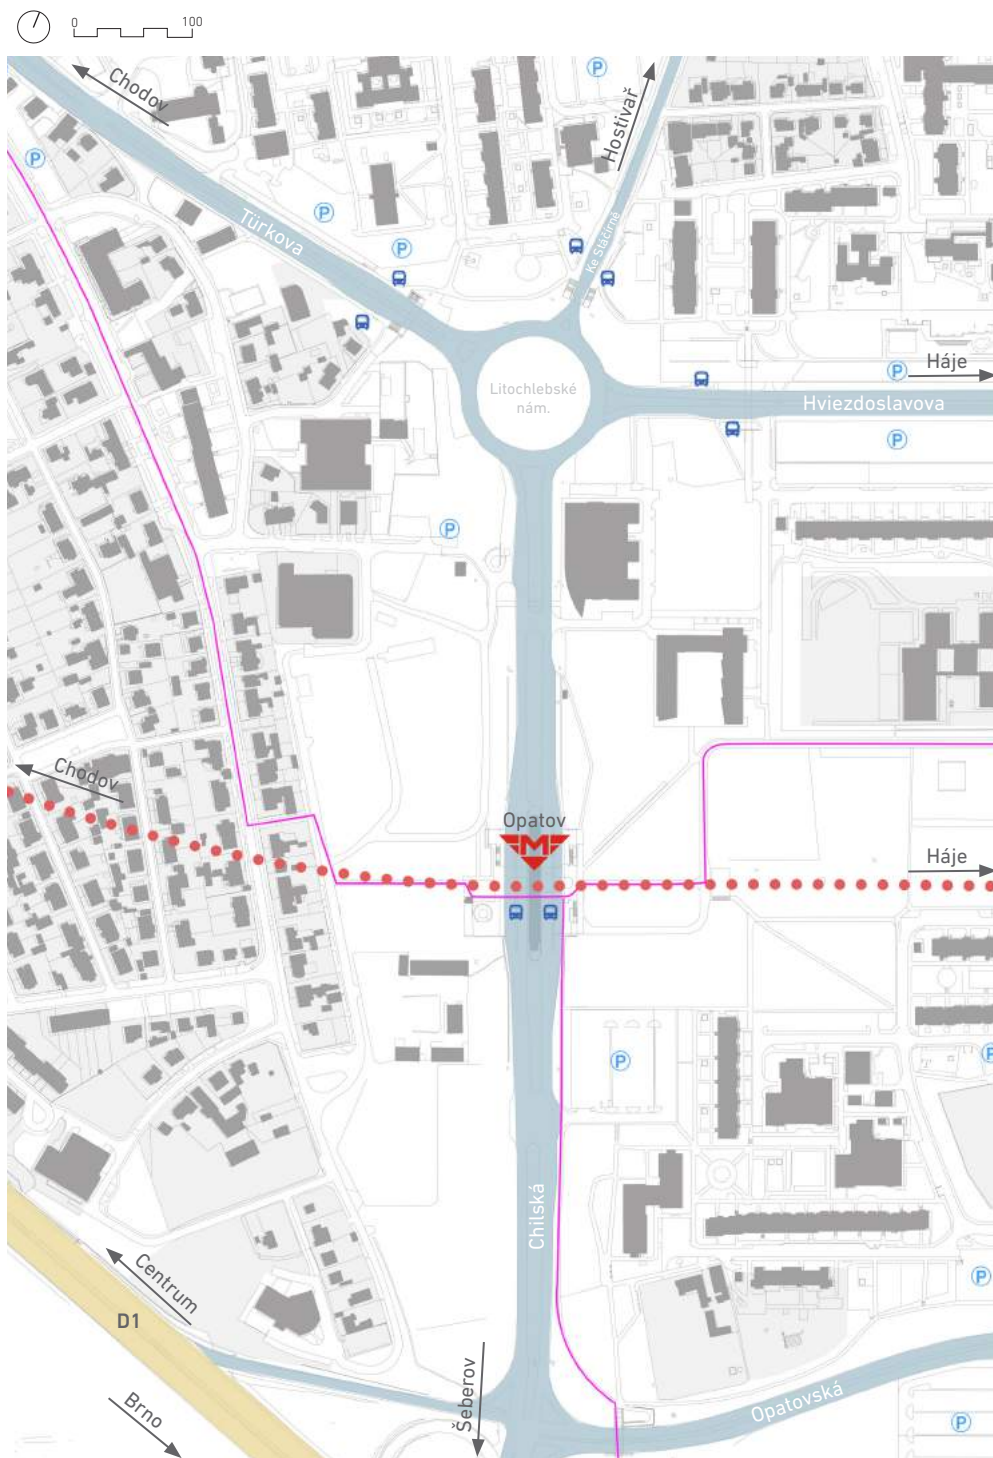 0
100
Chodov
P
Hostivař
P
P
Türkova
P
Ke Stáčírně
Litochlebské
nám.
P
Háje
Hviezdoslavova
P
P
Chodov
Opatov
M
Háje
P
P
Chilská
P
Centrum
D1
Brno
Šeberov
Opatovská
P